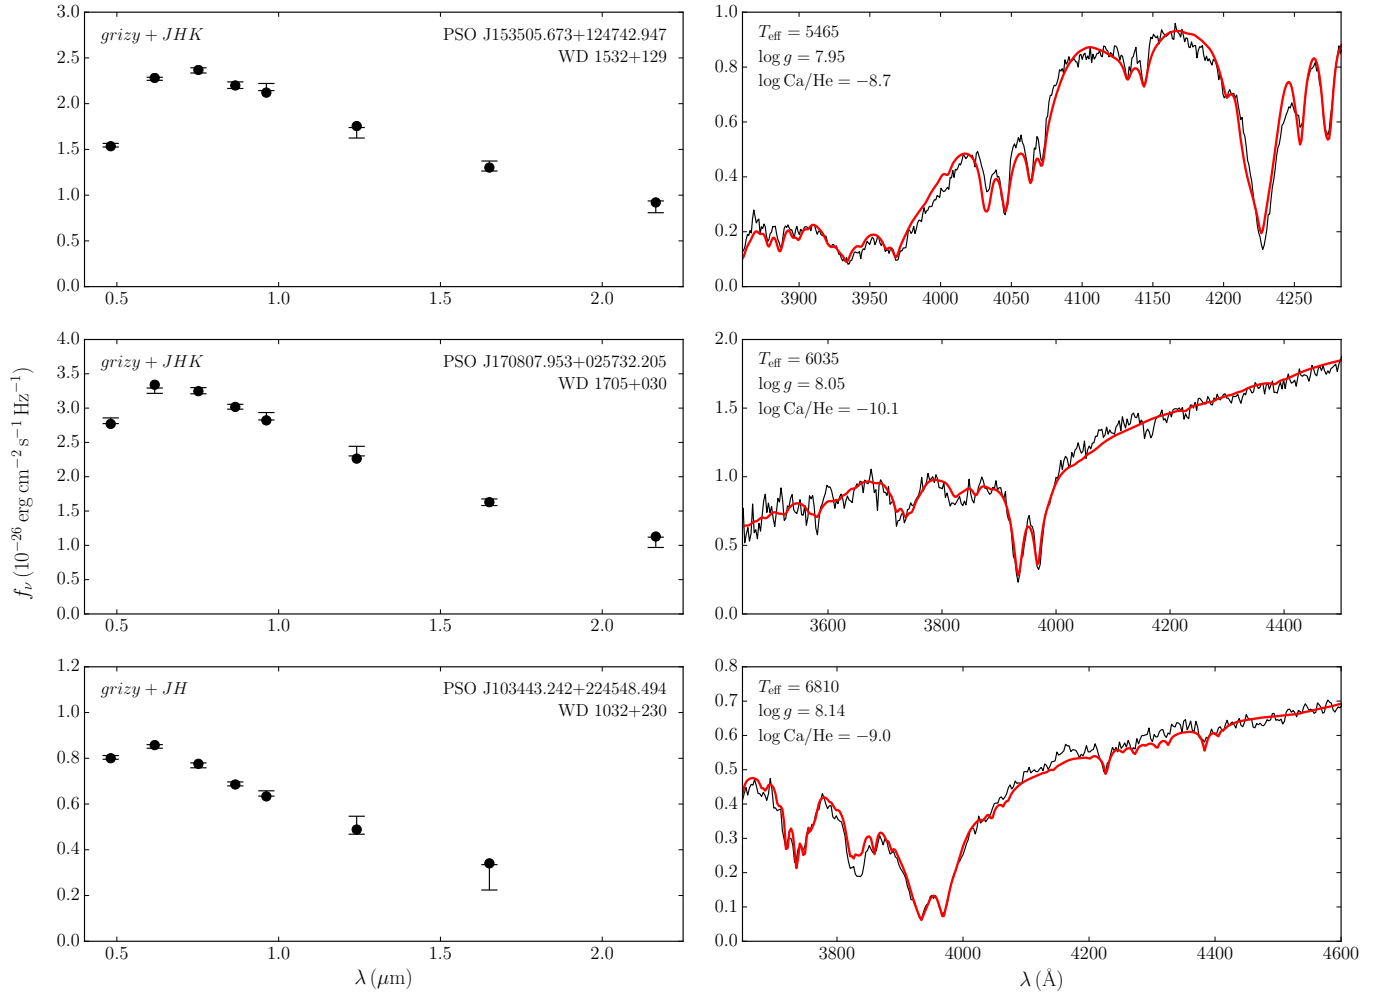 grizy + JHK
PSO J153505.673+124742.947
WD 1532+129
3.0
2.5
2.0
1.5
1.0
0.5
0.0
0.5 1.0 1.5 2.0
T_eff = 5465
log g = 7.95
log Ca/He = −8.7
1.0
0.8
0.6
0.4
0.2
0.0
3900 3950 4000 4050 4100 4150 4200 4250
f_ν (10^−26 erg cm^−2 s^−1 Hz^−1)
grizy + JHK
PSO J170807.953+025732.205
WD 1705+030
4.0
3.5
3.0
2.5
2.0
1.5
1.0
0.5
0.0
0.5 1.0 1.5 2.0
T_eff = 6035
log g = 8.05
log Ca/He = −10.1
2.0
1.5
1.0
0.5
0.0
3600 3800 4000 4200 4400
grizy + JH
PSO J103443.242+224548.494
WD 1032+230
1.2
1.0
0.8
0.6
0.4
0.2
0.0
0.5 1.0 1.5 2.0
λ (μm)
T_eff = 6810
log g = 8.14
log Ca/He = −9.0
0.8
0.7
0.6
0.5
0.4
0.3
0.2
0.1
0.0
3800 4000 4200 4400 4600
λ (Å)